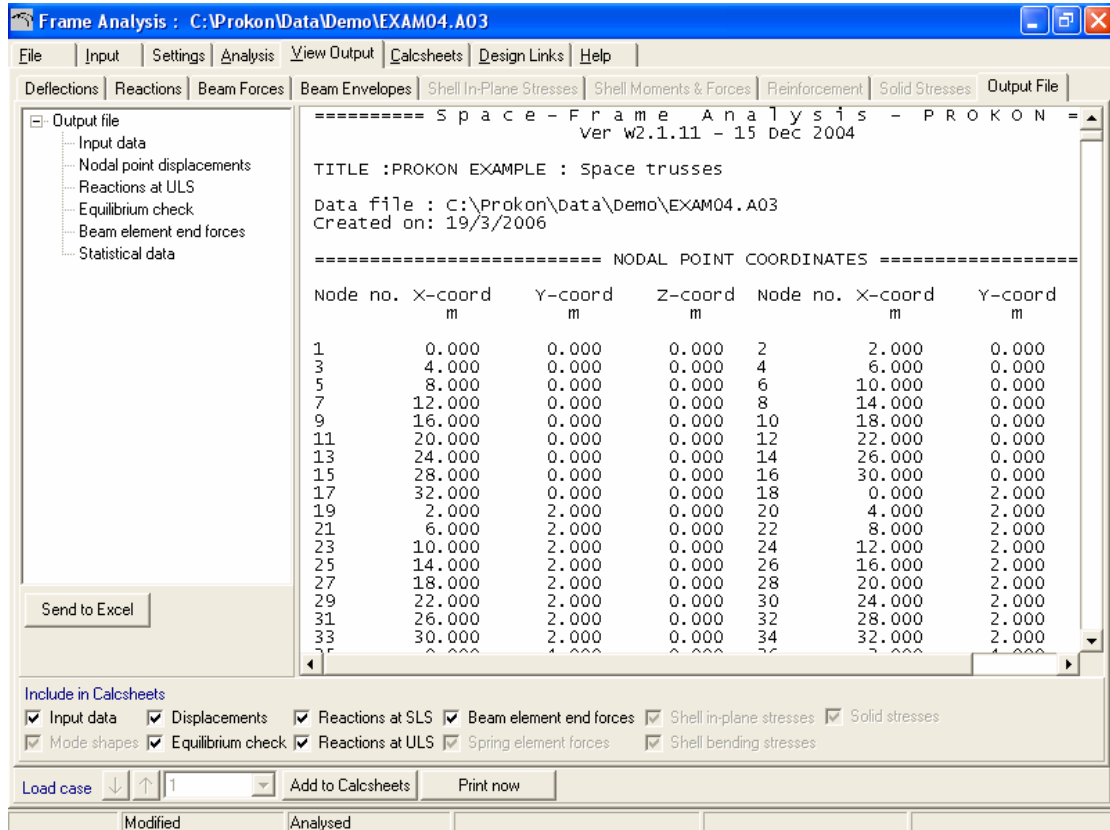 Frame Analysis : C:\Prokon\Data\Demo\EXAM04.A03
File Input Settings Analysis View Output Calcsheets Design Links Help
Deflections Reactions Beam Forces Beam Envelopes Shell In-Plane Stresses Shell Moments & Forces Reinforcement Solid Stresses Output File
Output file
Input data
Nodal point displacements
Reactions at ULS
Equilibrium check
Beam element end forces
Statistical data
Send to Excel
========== S p a c e - F r a m e   A n a l y s i s   -   P R O K O N =
Ver W2.1.11 - 15 Dec 2004
TITLE :PROKON EXAMPLE : Space trusses
Data file : C:\Prokon\Data\Demo\EXAM04.A03
Created on: 19/3/2006
========================== NODAL POINT COORDINATES ==================
Node no. X-coord Y-coord Z-coord Node no. X-coord Y-coord
m m m m m
1 0.000 0.000 0.000 2 2.000 0.000
3 4.000 0.000 0.000 4 6.000 0.000
5 8.000 0.000 0.000 6 10.000 0.000
7 12.000 0.000 0.000 8 14.000 0.000
9 16.000 0.000 0.000 10 18.000 0.000
11 20.000 0.000 0.000 12 22.000 0.000
13 24.000 0.000 0.000 14 26.000 0.000
15 28.000 0.000 0.000 16 30.000 0.000
17 32.000 0.000 0.000 18 0.000 2.000
19 2.000 2.000 0.000 20 4.000 2.000
21 6.000 2.000 0.000 22 8.000 2.000
23 10.000 2.000 0.000 24 12.000 2.000
25 14.000 2.000 0.000 26 16.000 2.000
27 18.000 2.000 0.000 28 20.000 2.000
29 22.000 2.000 0.000 30 24.000 2.000
31 26.000 2.000 0.000 32 28.000 2.000
33 30.000 2.000 0.000 34 32.000 2.000
Include in Calcsheets
Input data Displacements Reactions at SLS Beam element end forces Shell in-plane stresses Solid stresses
Mode shapes Equilibrium check Reactions at ULS Spring element forces Shell bending stresses
Load case 1 Add to Calcsheets Print now
Modified Analysed